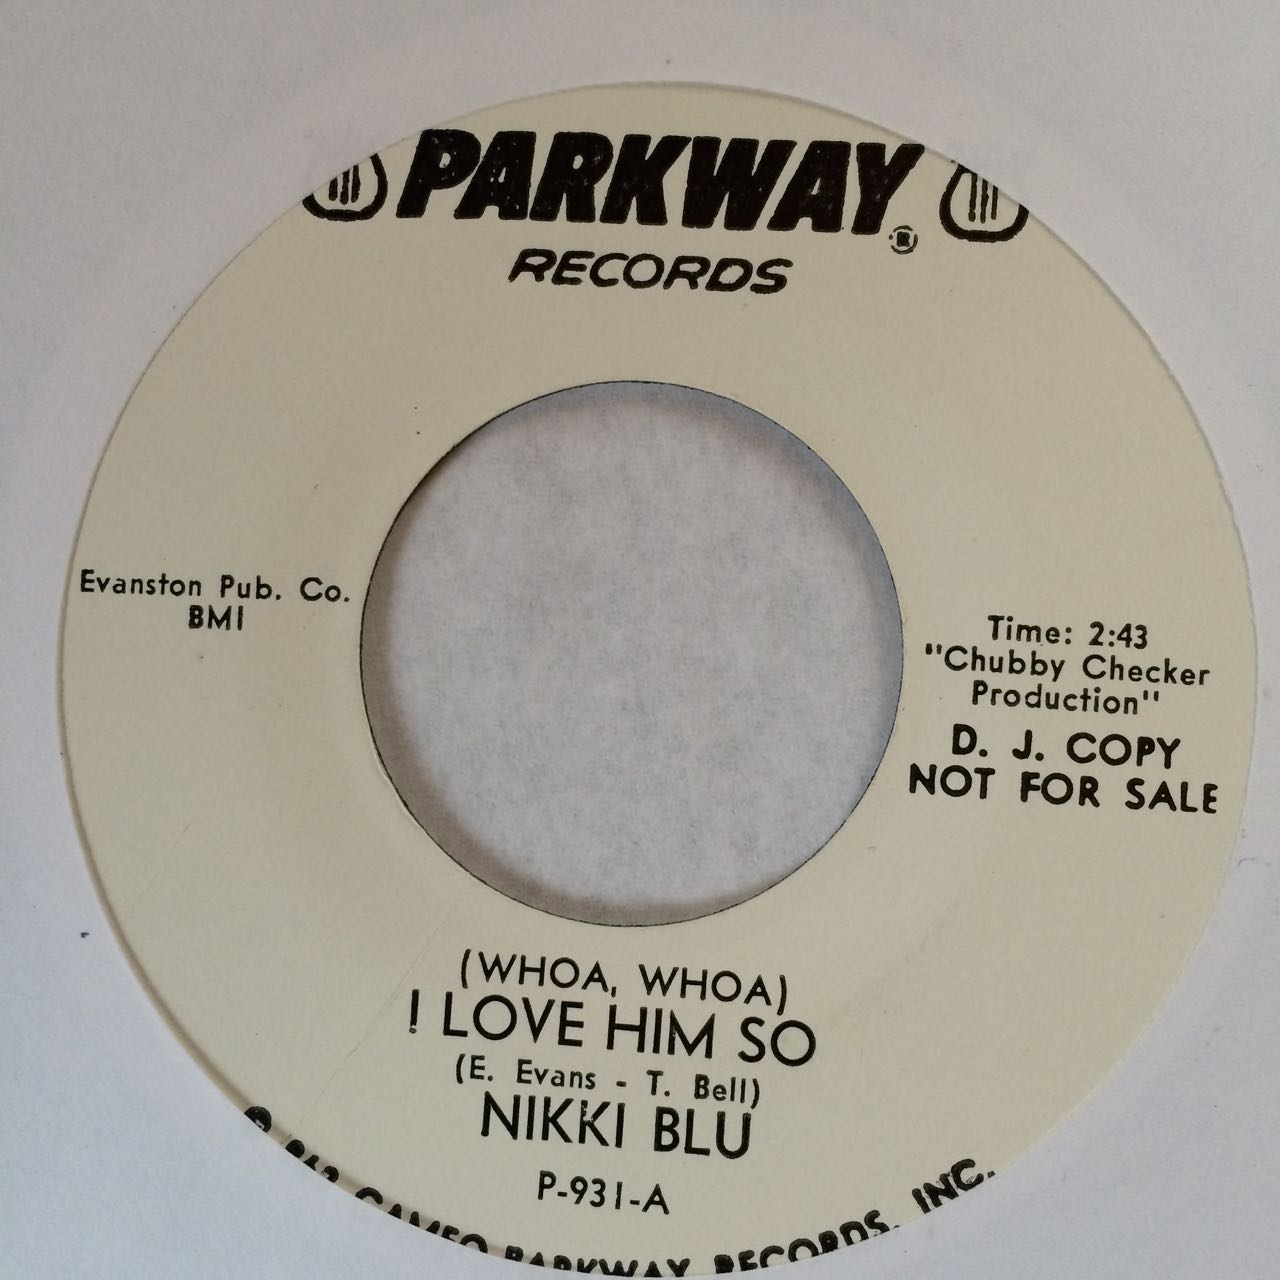 PARKWAY®
RECORDS
Evanston Pub. Co.
BMI
Time: 2:43
"Chubby Checker
Production"
D. J. COPY
NOT FOR SALE
(WHOA, WHOA)
I LOVE HIM SO
(E. Evans - T. Bell)
NIKKI BLU
P-931-A
CAMEO PARKWAY RECORDS, INC.